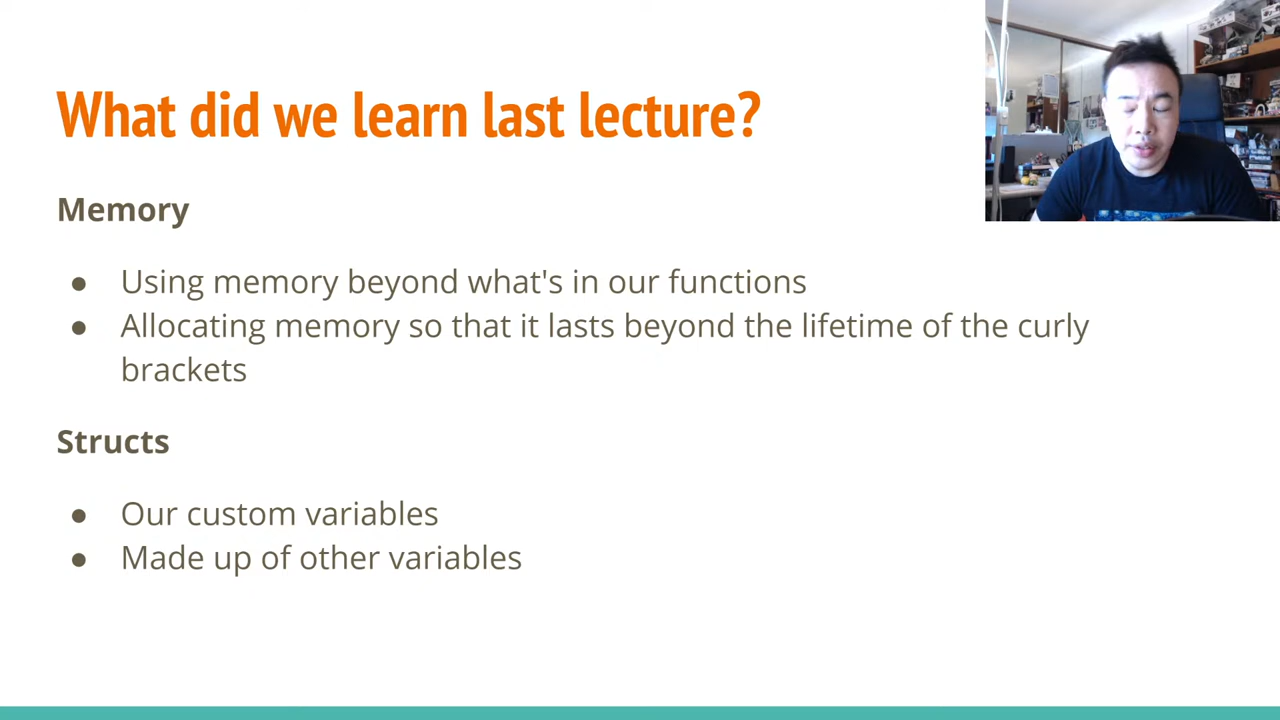 What did we learn last lecture?
Memory
● Using memory beyond what's in our functions
● Allocating memory so that it lasts beyond the lifetime of the curly
brackets
Structs
● Our custom variables
● Made up of other variables